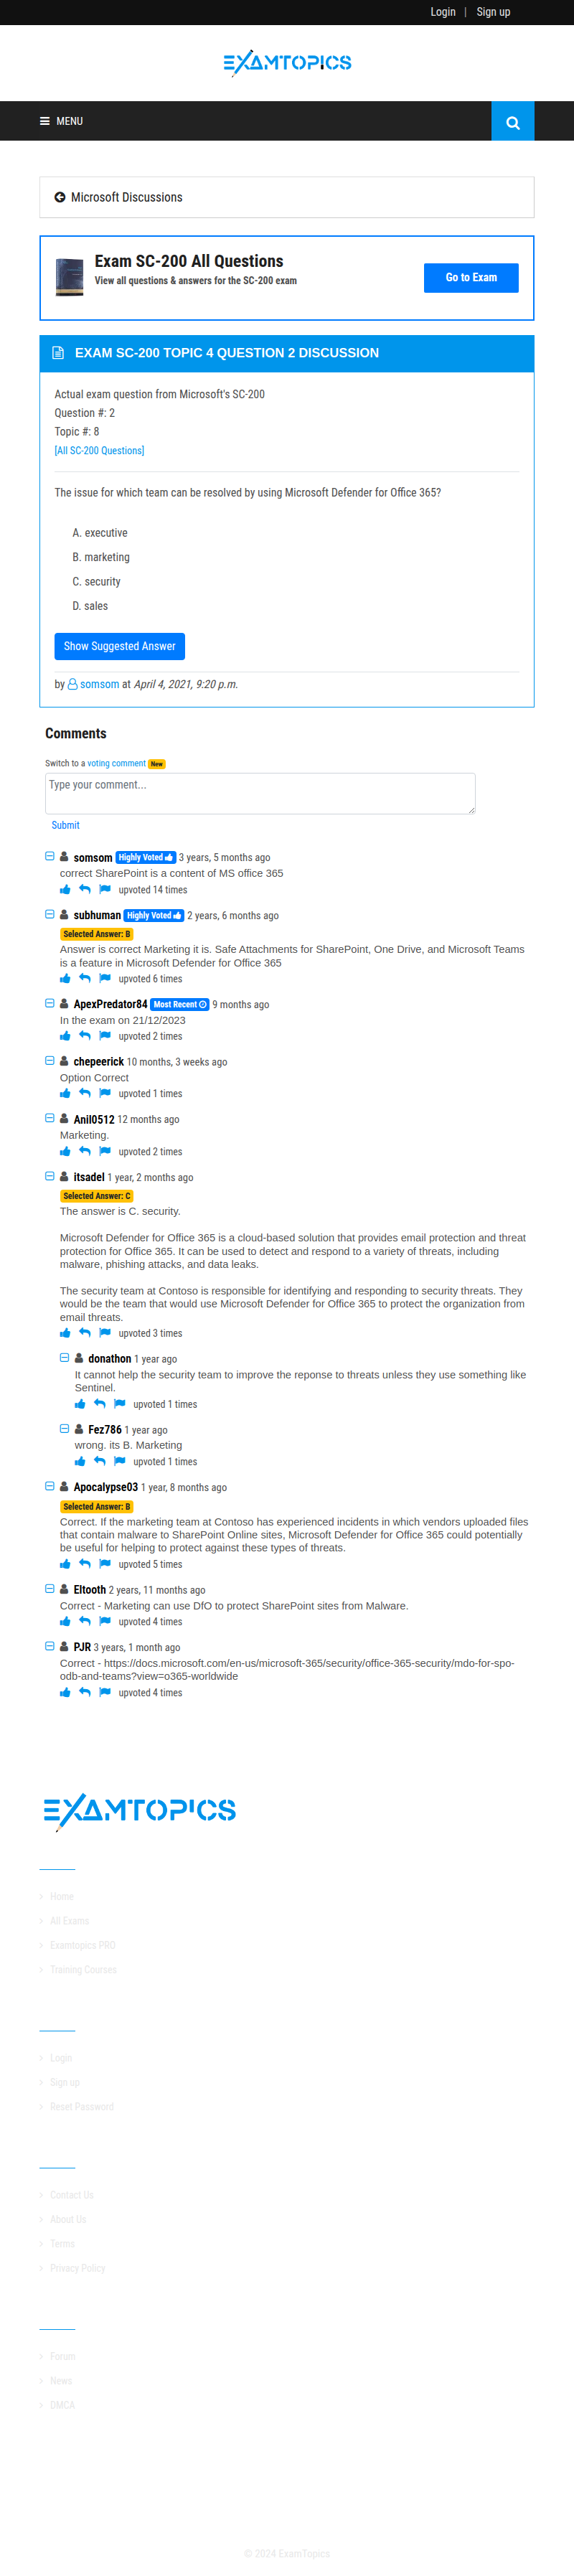 Login | Sign up
EXAMTOPICS
MENU
Microsoft Discussions
Exam SC-200 All Questions
View all questions & answers for the SC-200 exam
Go to Exam
EXAM SC-200 TOPIC 4 QUESTION 2 DISCUSSION
Actual exam question from Microsoft's SC-200
Question #: 2
Topic #: 8
[All SC-200 Questions]
The issue for which team can be resolved by using Microsoft Defender for Office 365?
A. executive
B. marketing
C. security
D. sales
Show Suggested Answer
by somsom at April 4, 2021, 9:20 p.m.
Comments
Switch to a voting comment New
Type your comment...
Submit
somsom Highly Voted 3 years, 5 months ago
correct SharePoint is a content of MS office 365
upvoted 14 times
subhuman Highly Voted 2 years, 6 months ago
Selected Answer: B
Answer is correct Marketing it is. Safe Attachments for SharePoint, One Drive, and Microsoft Teams
is a feature in Microsoft Defender for Office 365
upvoted 6 times
ApexPredator84 Most Recent 9 months ago
In the exam on 21/12/2023
upvoted 2 times
chepeerick 10 months, 3 weeks ago
Option Correct
upvoted 1 times
Anil0512 12 months ago
Marketing.
upvoted 2 times
itsadel 1 year, 2 months ago
Selected Answer: C
The answer is C. security.
Microsoft Defender for Office 365 is a cloud-based solution that provides email protection and threat
protection for Office 365. It can be used to detect and respond to a variety of threats, including
malware, phishing attacks, and data leaks.
The security team at Contoso is responsible for identifying and responding to security threats. They
would be the team that would use Microsoft Defender for Office 365 to protect the organization from
email threats.
upvoted 3 times
donathon 1 year ago
It cannot help the security team to improve the reponse to threats unless they use something like
Sentinel.
upvoted 1 times
Fez786 1 year ago
wrong. its B. Marketing
upvoted 1 times
Apocalypse03 1 year, 8 months ago
Selected Answer: B
Correct. If the marketing team at Contoso has experienced incidents in which vendors uploaded files
that contain malware to SharePoint Online sites, Microsoft Defender for Office 365 could potentially
be useful for helping to protect against these types of threats.
upvoted 5 times
Eltooth 2 years, 11 months ago
Correct - Marketing can use DfO to protect SharePoint sites from Malware.
upvoted 4 times
PJR 3 years, 1 month ago
Correct - https://docs.microsoft.com/en-us/microsoft-365/security/office-365-security/mdo-for-spo-
odb-and-teams?view=o365-worldwide
upvoted 4 times
EXAMTOPICS
Home
All Exams
Examtopics PRO
Training Courses
Login
Sign up
Reset Password
Contact Us
About Us
Terms
Privacy Policy
Forum
News
DMCA
© 2024 ExamTopics